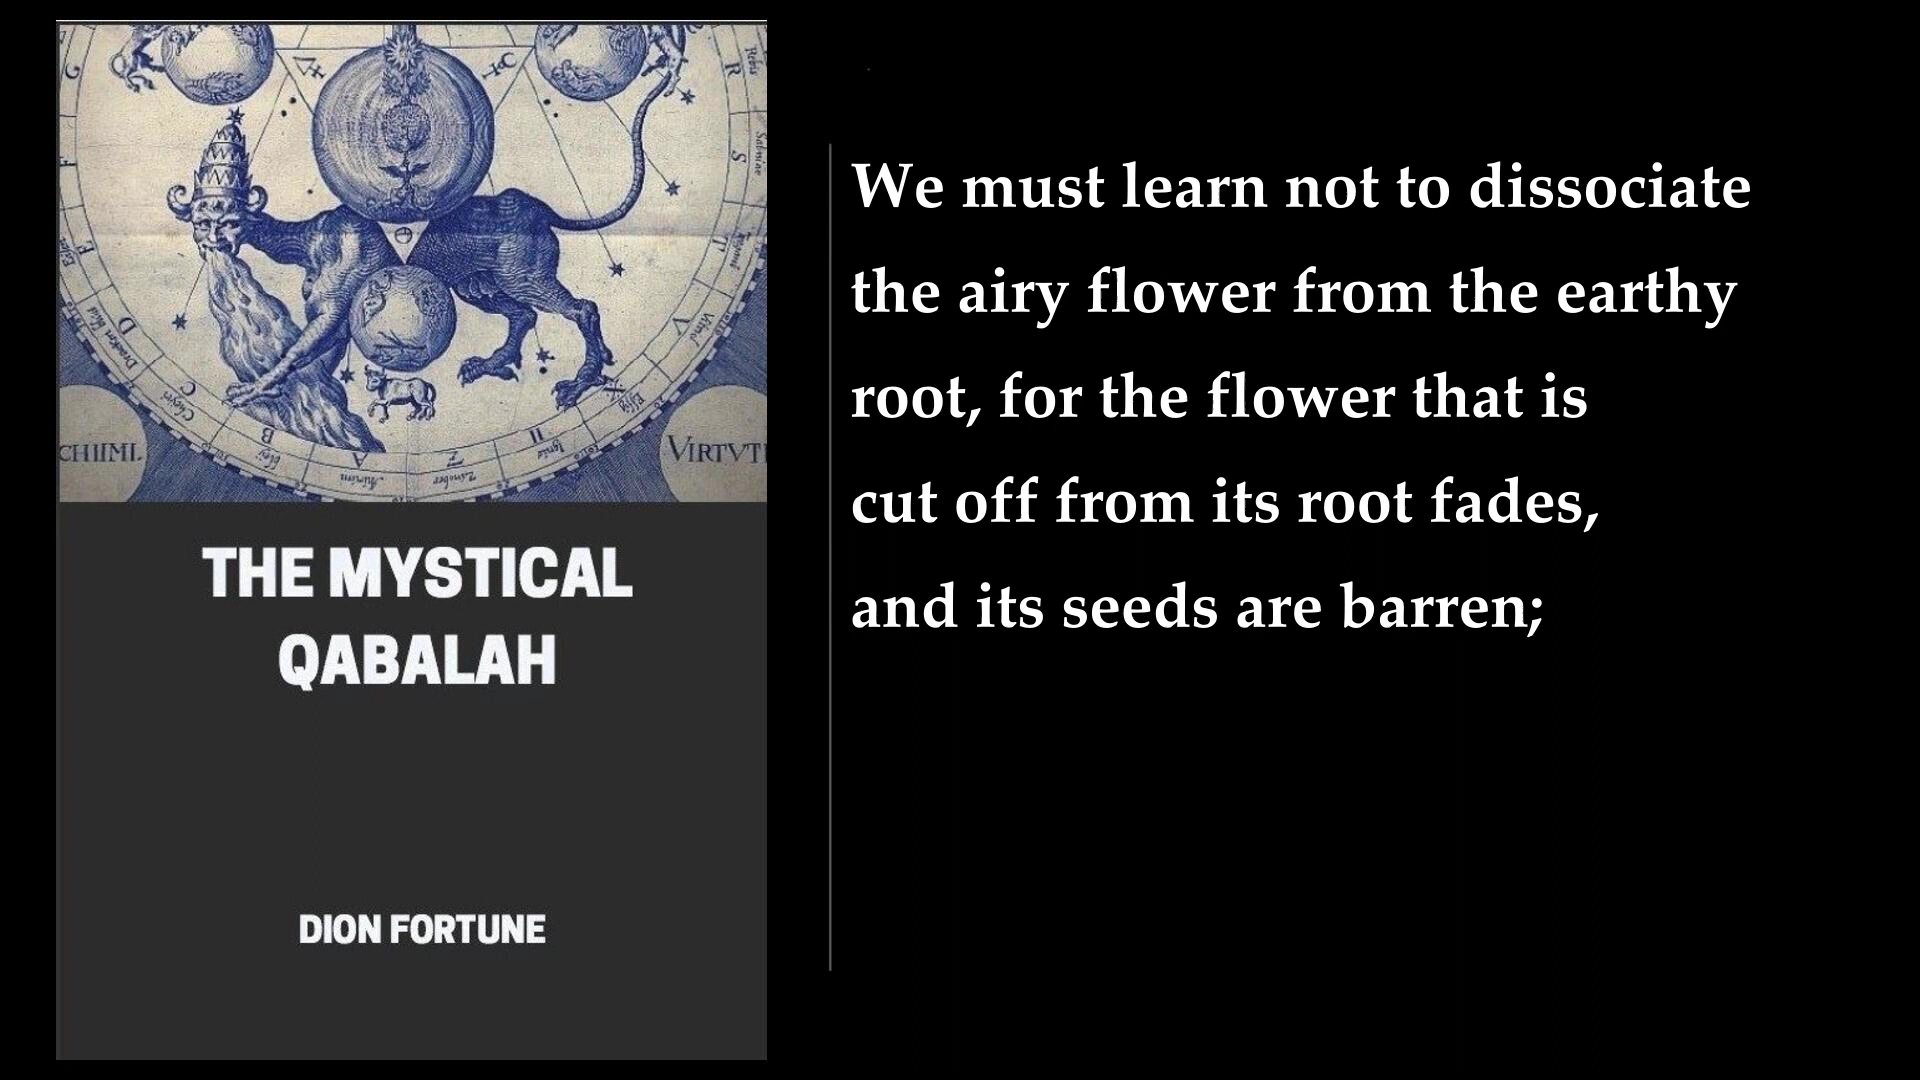 CHIIMI.
VIRTVTI
THE MYSTICAL
QABALAH
DION FORTUNE
We must learn not to dissociate
the airy flower from the earthy
root, for the flower that is
cut off from its root fades,
and its seeds are barren;